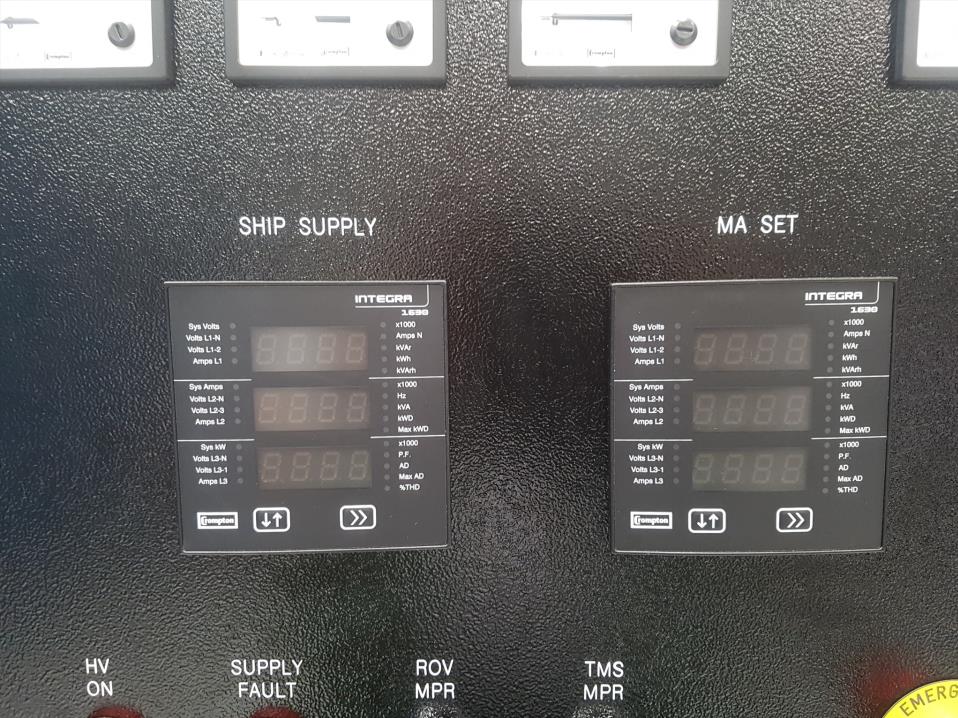 Crompton
Crompton
Crompton
SHIP SUPPLY
INTEGRA
1630
Sys Volts
Volts L1-N
Volts L1-2
Amps L1
x1000
Amps N
kVAr
kWh
kVArh
Sys Amps
Volts L2-N
Volts L2-3
Amps L2
x1000
Hz
kVA
kWD
Max kWD
Sys kW
Volts L3-N
Volts L3-1
Amps L3
x1000
P.F.
AD
Max AD
%THD
Crompton
MA SET
INTEGRA
1630
Sys Volts
Volts L1-N
Volts L1-2
Amps L1
x1000
Amps N
kVAr
kWh
kVArh
Sys Amps
Volts L2-N
Volts L2-3
Amps L2
x1000
Hz
kVA
kWD
Max kWD
Sys kW
Volts L3-N
Volts L3-1
Amps L3
x1000
P.F.
AD
Max AD
%THD
Crompton
HV
ON
SUPPLY
FAULT
ROV
MPR
TMS
MPR
EMERG